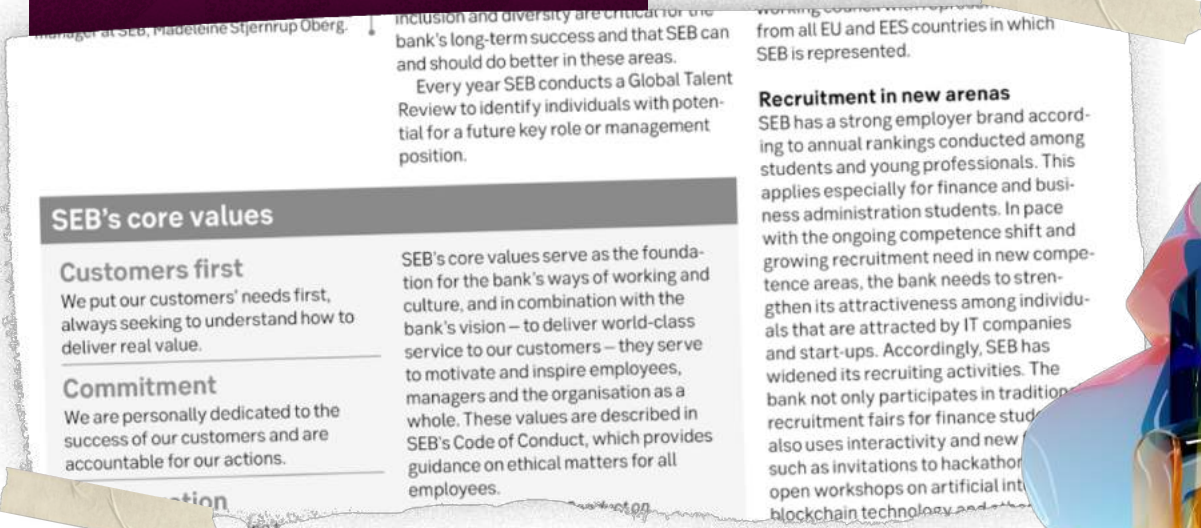 manager at SEB, Madeleine Stjernrup Öberg.
inclusion and diversity are critical for the
bank's long-term success and that SEB can
and should do better in these areas.
Every year SEB conducts a Global Talent
Review to identify individuals with poten-
tial for a future key role or management
position.
SEB's core values
Customers first
We put our customers' needs first,
always seeking to understand how to
deliver real value.
Commitment
We are personally dedicated to the
success of our customers and are
accountable for our actions.
SEB's core values serve as the founda-
tion for the bank's ways of working and
culture, and in combination with the
bank's vision – to deliver world-class
service to our customers – they serve
to motivate and inspire employees,
managers and the organisation as a
whole. These values are described in
SEB's Code of Conduct, which provides
guidance on ethical matters for all
employees.
working council with
from all EU and EES countries in which
SEB is represented.
Recruitment in new arenas
SEB has a strong employer brand accord-
ing to annual rankings conducted among
students and young professionals. This
applies especially for finance and busi-
ness administration students. In pace
with the ongoing competence shift and
growing recruitment need in new compe-
tence areas, the bank needs to stren-
gthen its attractiveness among individu-
als that are attracted by IT companies
and start-ups. Accordingly, SEB has
widened its recruiting activities. The
bank not only participates in
recruitment fairs for finance
also uses interactivity and new
such as invitations to
open workshops on artificial
blockchain technology and